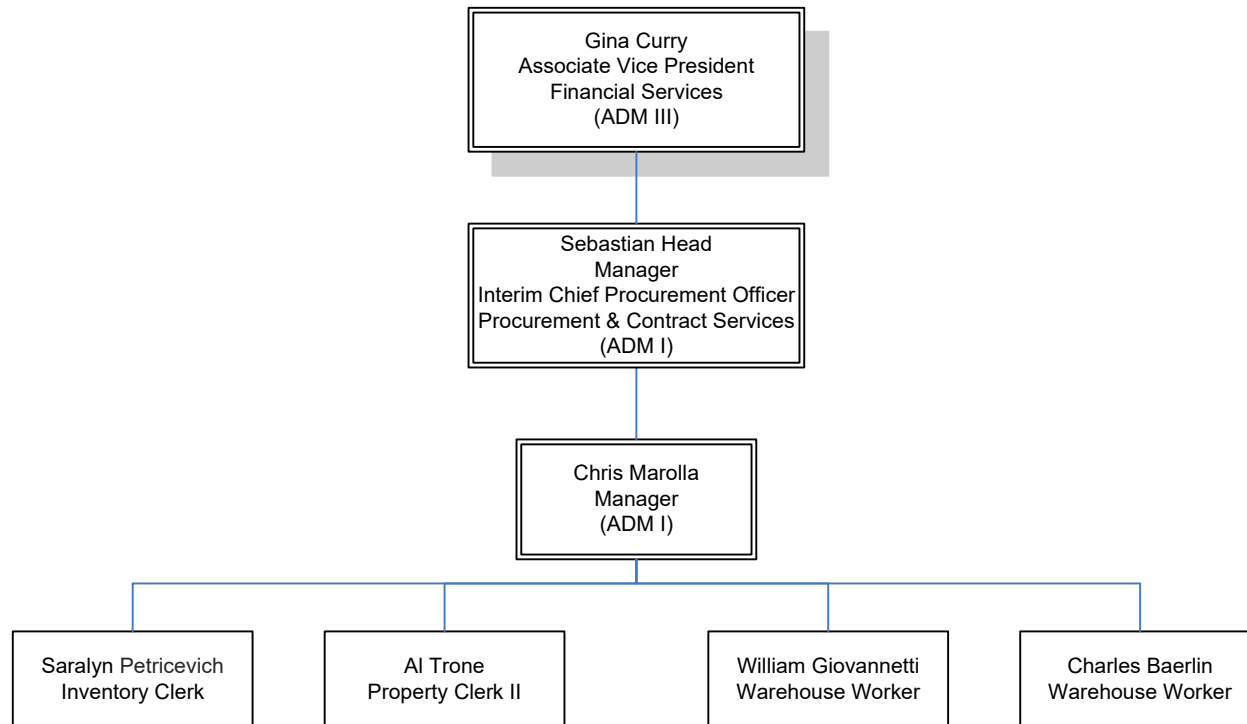 Gina Curry
Associate Vice President
Financial Services
(ADM III)
Sebastian Head
Manager
Interim Chief Procurement Officer
Procurement & Contract Services
(ADM I)
Chris Marolla
Manager
(ADM I)
Saralyn Petricevich
Inventory Clerk
Al Trone
Property Clerk II
William Giovannetti
Warehouse Worker
Charles Baerlin
Warehouse Worker